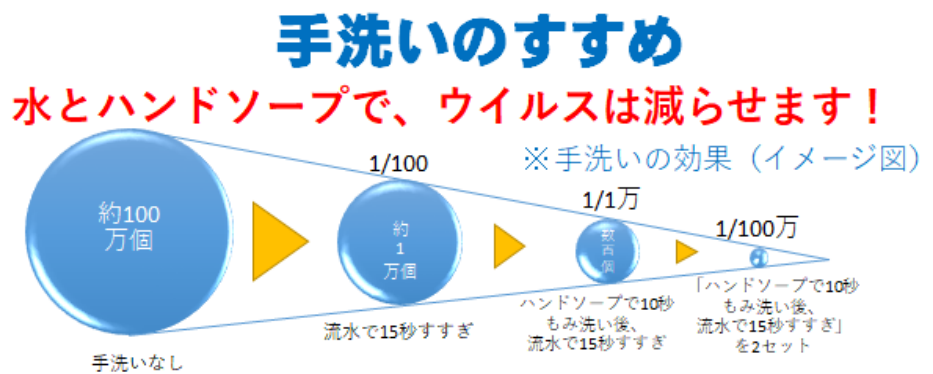 手洗いのすすめ
水とハンドソープで、ウイルスは減らせます！
※手洗いの効果（イメージ図）
約100
万個
手洗いなし
1/100
約
1
万個
流水で15秒すすぎ
1/1万
数
百
個
ハンドソープで10秒
もみ洗い後、
流水で15秒すすぎ
1/100万
「ハンドソープで10秒
もみ洗い後、
流水で15秒すすぎ」
を2セット